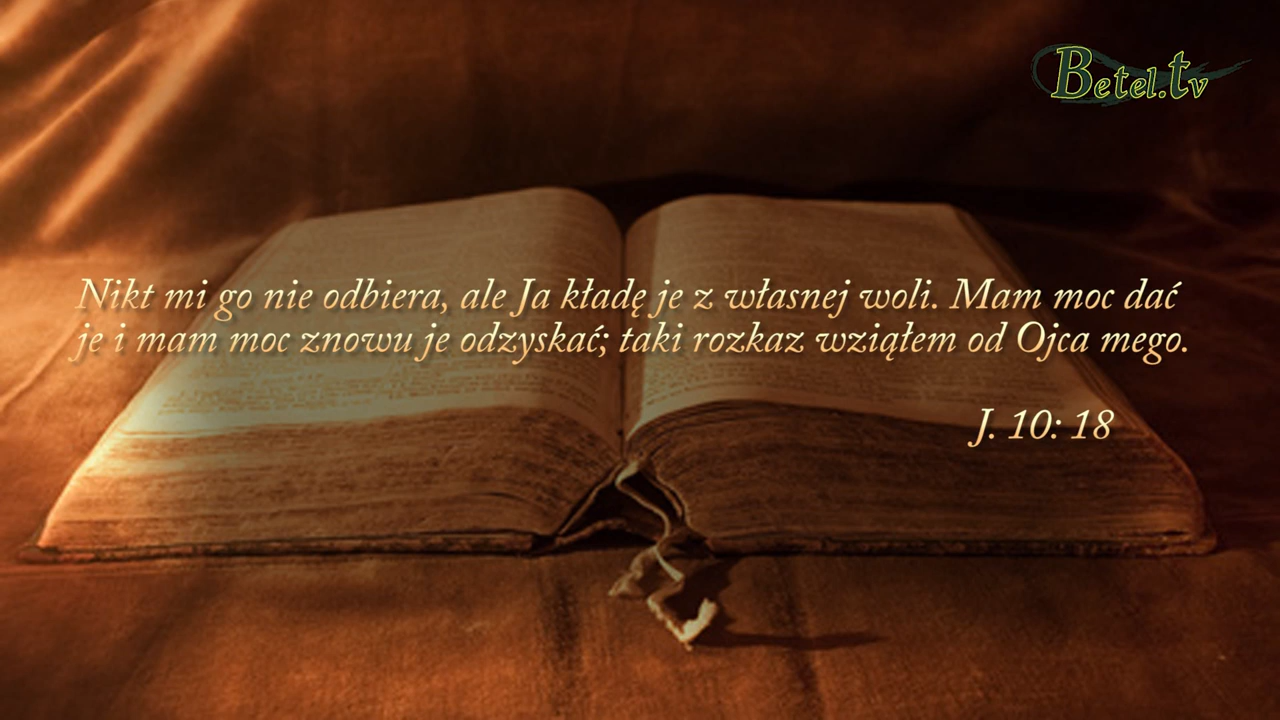 Betel.tv
Nikt mi go nie odbiera, ale Ja kładę je z własnej woli. Mam moc dać
je i mam moc znowu je odzyskać; taki rozkaz wziąłem od Ojca mego.
J. 10: 18